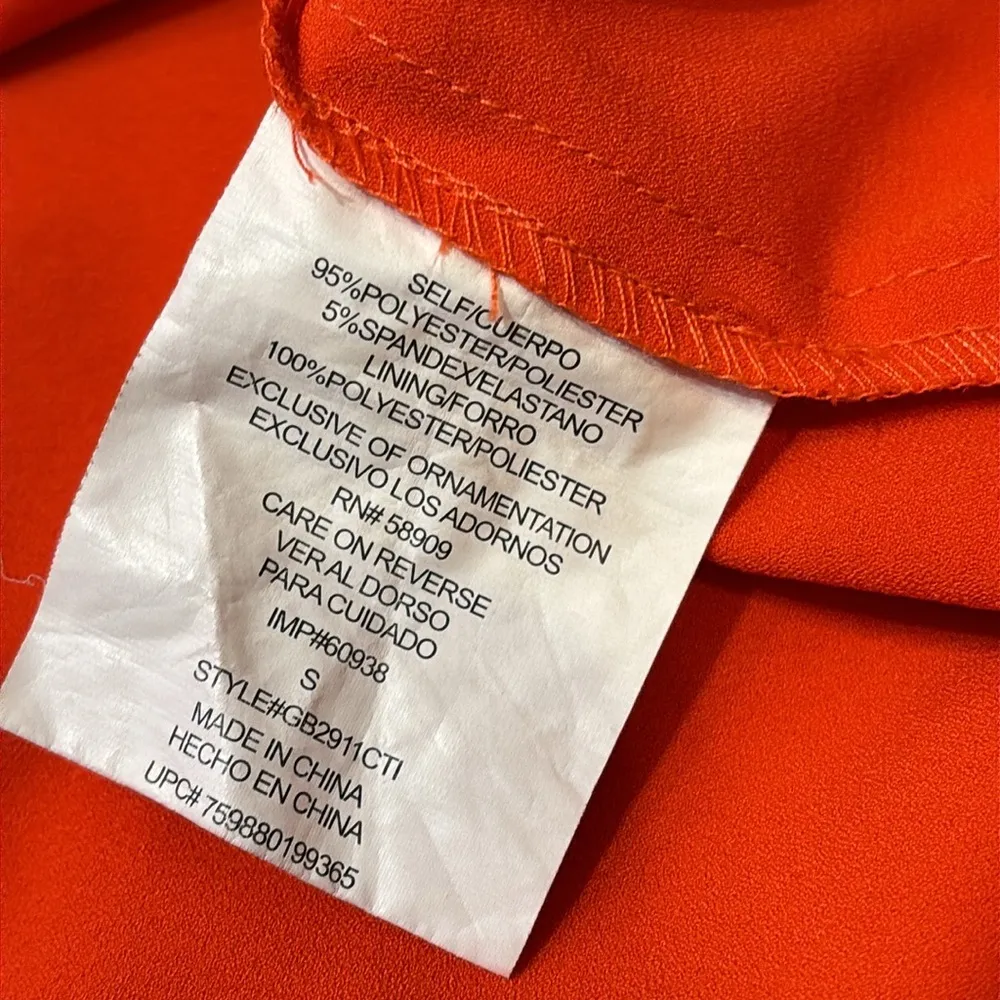 SELF/CUERPO
95%POLYESTER/POLIESTER
5%SPANDEX/ELASTANO
LINING/FORRO
100%POLYESTER/POLIESTER
EXCLUSIVE OF ORNAMENTATION
EXCLUSIVO LOS ADORNOS
RN# 58909
CARE ON REVERSE
VER AL DORSO
PARA CUIDADO
IMP#60938
S
STYLE#GB2911CTI
MADE IN CHINA
HECHO EN CHINA
UPC# 759880199365